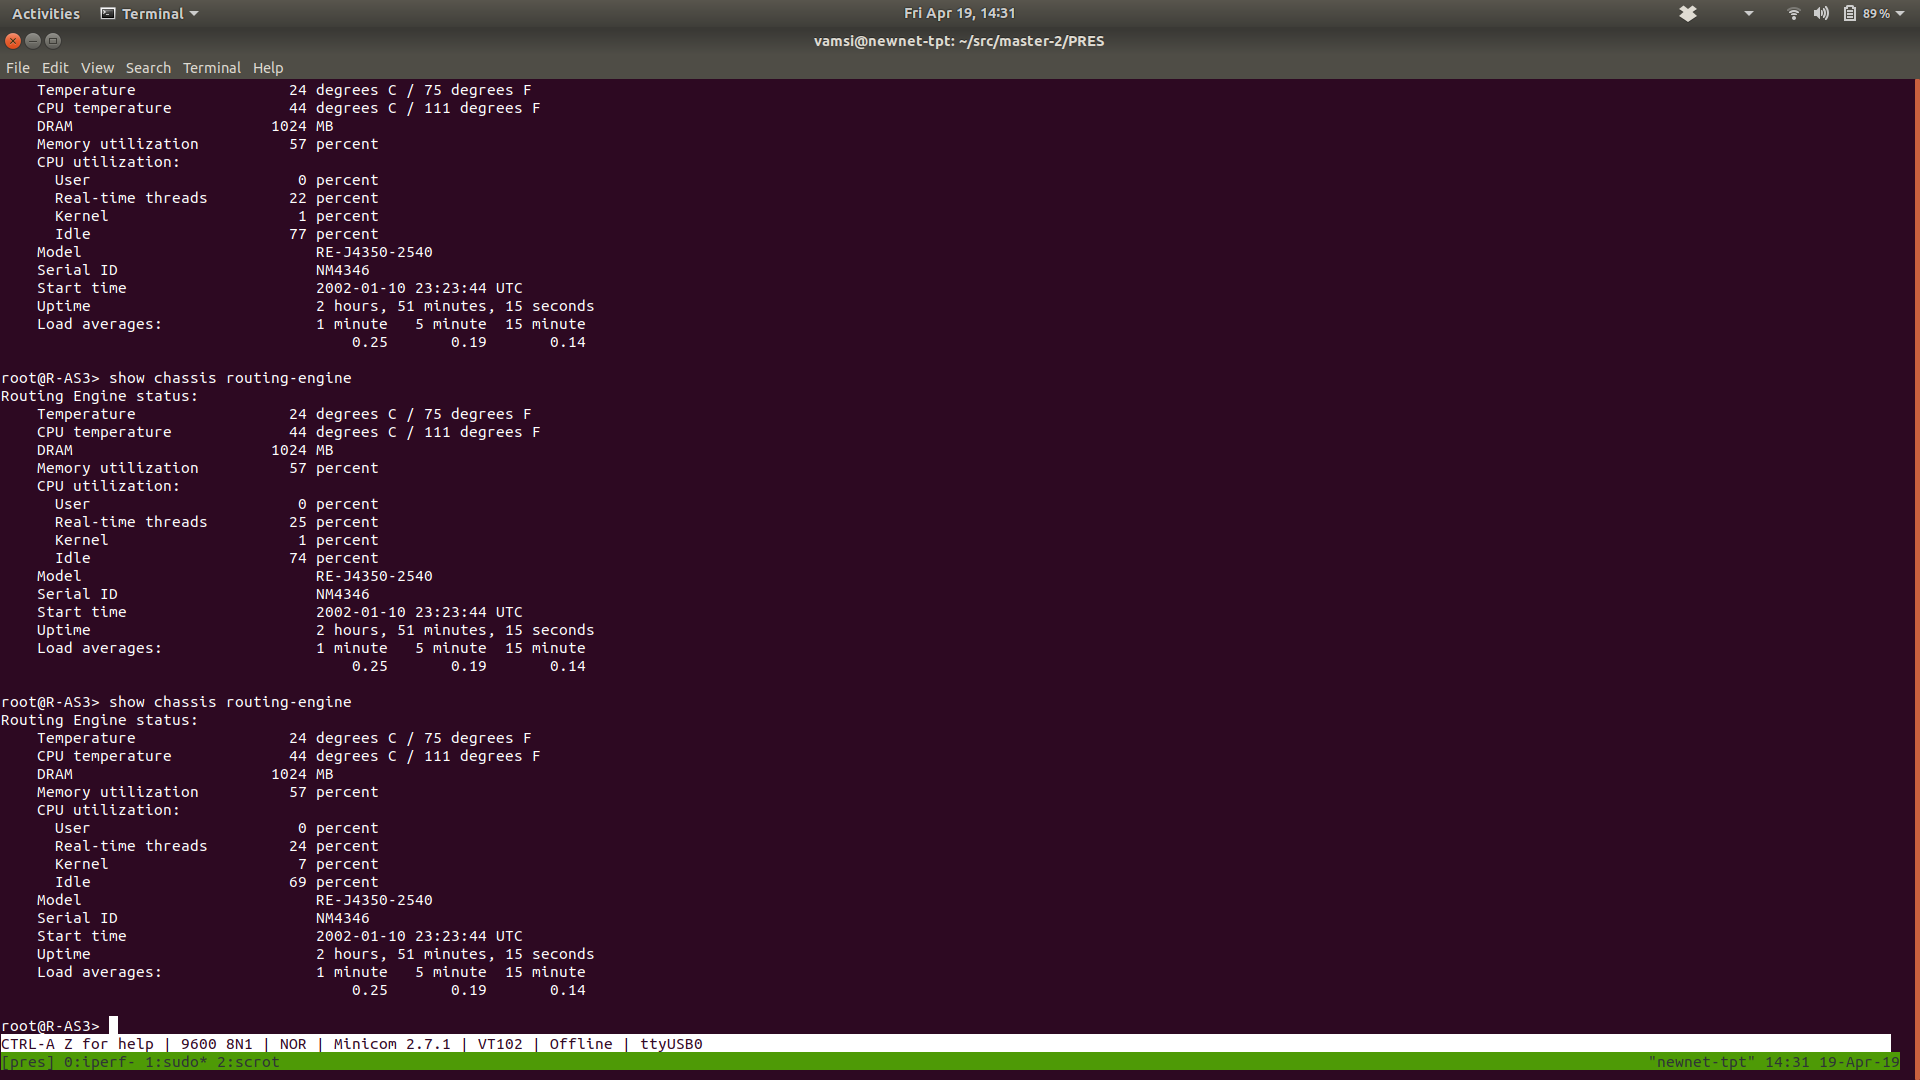 Activities Terminal Fri Apr 19, 14:31 89%
vamsi@newnet-tpt: ~/src/master-2/PRES
File Edit View Search Terminal Help
Temperature 24 degrees C / 75 degrees F
CPU temperature 44 degrees C / 111 degrees F
DRAM 1024 MB
Memory utilization 57 percent
CPU utilization:
User 0 percent
Real-time threads 22 percent
Kernel 1 percent
Idle 77 percent
Model RE-J4350-2540
Serial ID NM4346
Start time 2002-01-10 23:23:44 UTC
Uptime 2 hours, 51 minutes, 15 seconds
Load averages: 1 minute 5 minute 15 minute
0.25 0.19 0.14
root@R-AS3> show chassis routing-engine
Routing Engine status:
Temperature 24 degrees C / 75 degrees F
CPU temperature 44 degrees C / 111 degrees F
DRAM 1024 MB
Memory utilization 57 percent
CPU utilization:
User 0 percent
Real-time threads 25 percent
Kernel 1 percent
Idle 74 percent
Model RE-J4350-2540
Serial ID NM4346
Start time 2002-01-10 23:23:44 UTC
Uptime 2 hours, 51 minutes, 15 seconds
Load averages: 1 minute 5 minute 15 minute
0.25 0.19 0.14
root@R-AS3> show chassis routing-engine
Routing Engine status:
Temperature 24 degrees C / 75 degrees F
CPU temperature 44 degrees C / 111 degrees F
DRAM 1024 MB
Memory utilization 57 percent
CPU utilization:
User 0 percent
Real-time threads 24 percent
Kernel 7 percent
Idle 69 percent
Model RE-J4350-2540
Serial ID NM4346
Start time 2002-01-10 23:23:44 UTC
Uptime 2 hours, 51 minutes, 15 seconds
Load averages: 1 minute 5 minute 15 minute
0.25 0.19 0.14
root@R-AS3>
CTRL-A Z for help | 9600 8N1 | NOR | Minicom 2.7.1 | VT102 | Offline | ttyUSB0
[pres] 0:iperf- 1:sudo* 2:scrot "newnet-tpt" 14:31 19-Apr-19